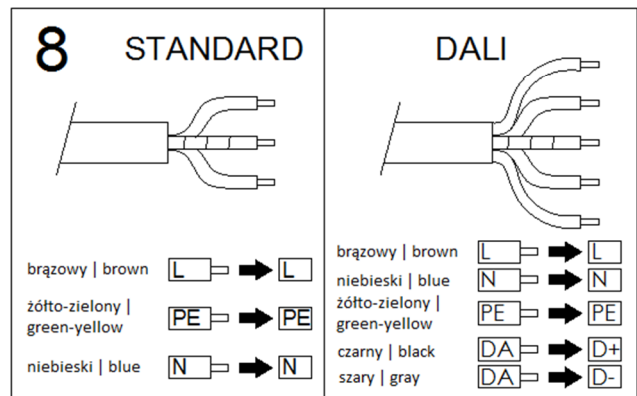 8 STANDARD
brązowy | brown L L
żółto-zielony |
green-yellow PE PE
niebieski | blue N N
DALI
brązowy | brown L L
niebieski | blue N N
żółto-zielony |
green-yellow PE PE
czarny | black DA D+
szary | gray DA D-